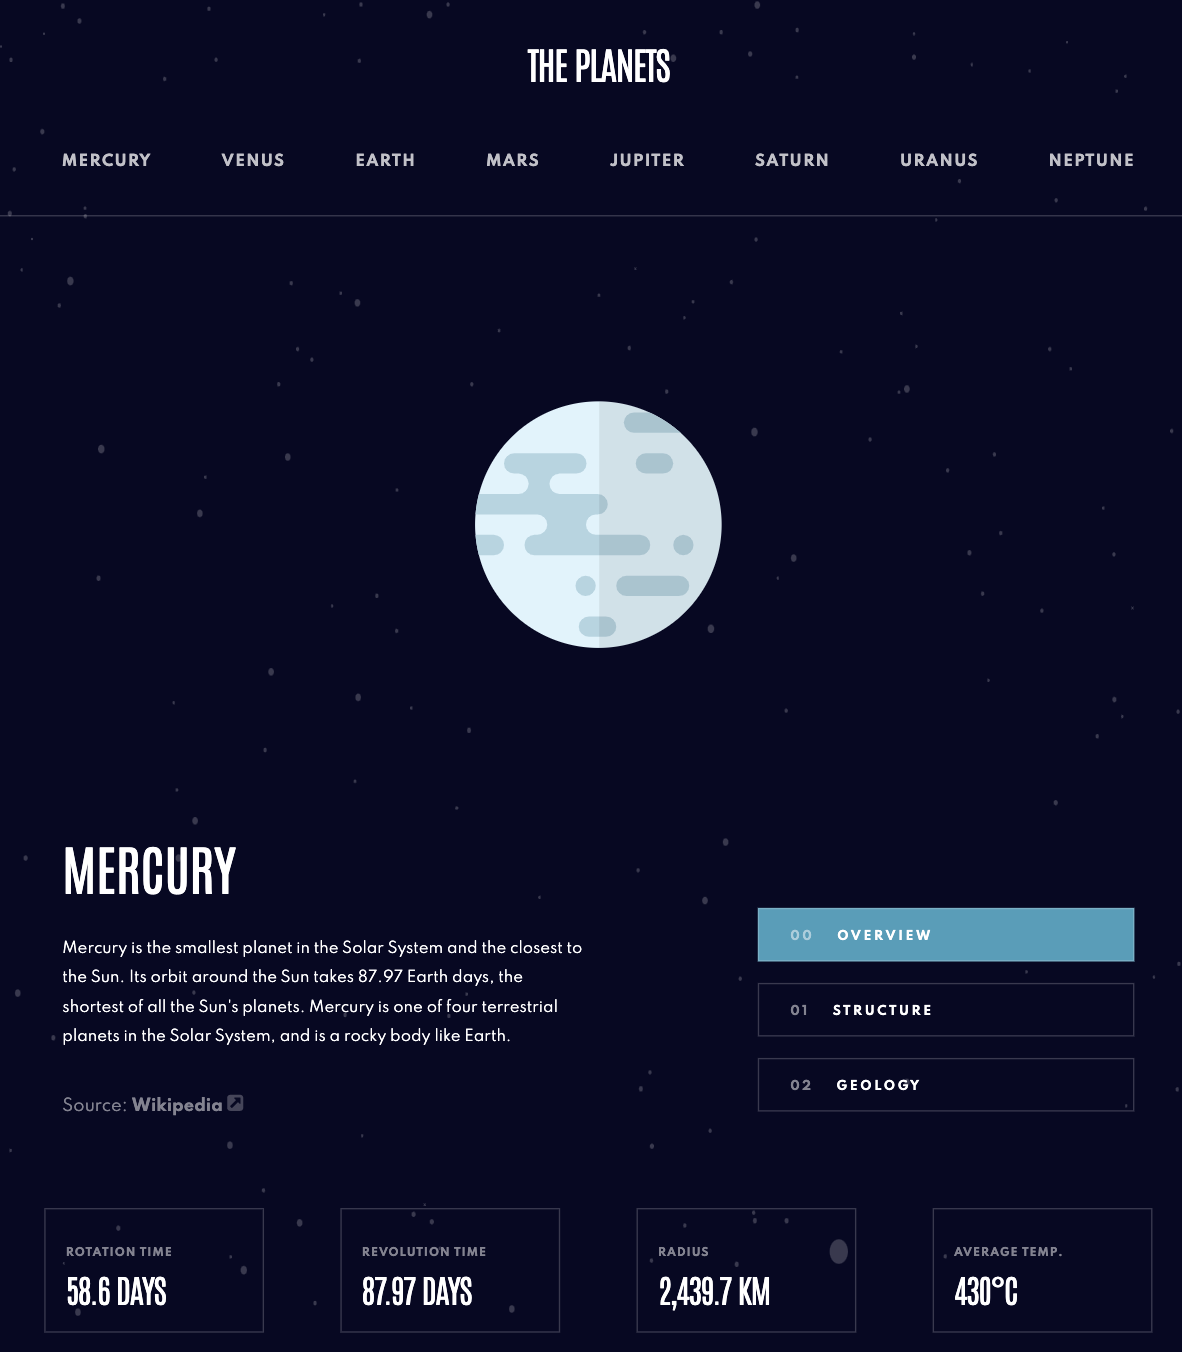 THE PLANETS
MERCURY VENUS EARTH MARS JUPITER SATURN URANUS NEPTUNE
MERCURY
Mercury is the smallest planet in the Solar System and the closest to
the Sun. Its orbit around the Sun takes 87.97 Earth days, the
shortest of all the Sun's planets. Mercury is one of four terrestrial
planets in the Solar System, and is a rocky body like Earth.
Source: Wikipedia
00 OVERVIEW
01 STRUCTURE
02 GEOLOGY
ROTATION TIME
58.6 DAYS
REVOLUTION TIME
87.97 DAYS
RADIUS
2,439.7 KM
AVERAGE TEMP.
430°C